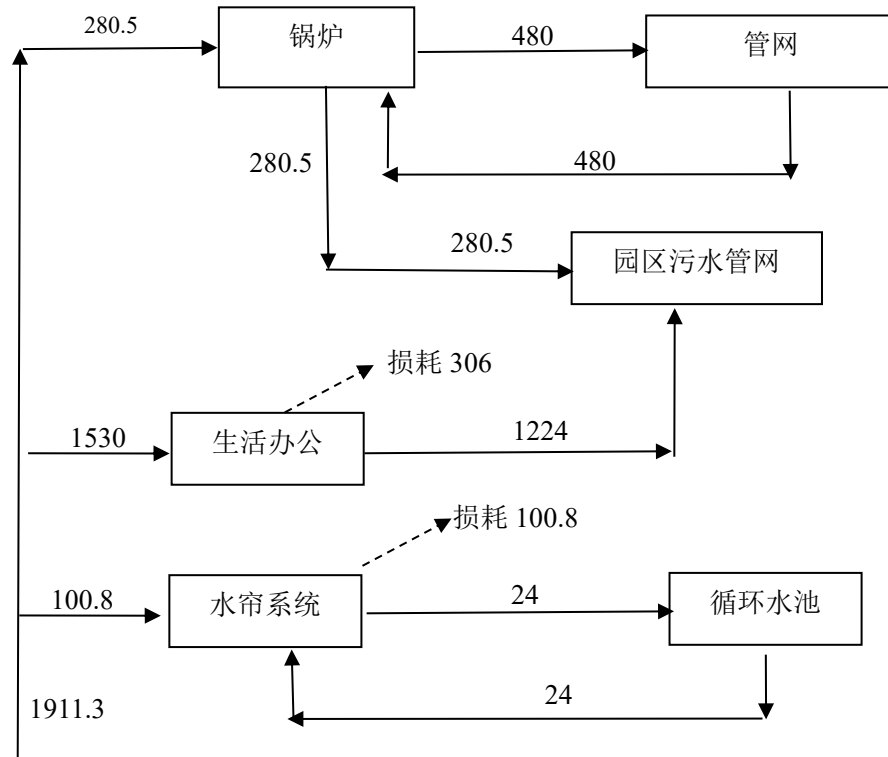 280.5
锅炉
480
管网
280.5
480
280.5
园区污水管网
损耗 306
1530
生活办公
1224
损耗 100.8
100.8
水帘系统
24
循环水池
24
1911.3